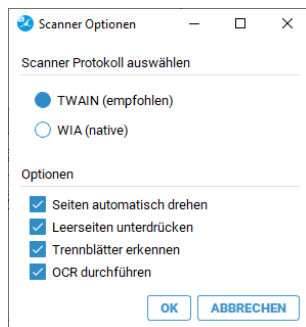 Scanner Optionen
Scanner Protokoll auswählen
TWAIN (empfohlen)
WIA (native)
Optionen
Seiten automatisch drehen
Leerseiten unterdrücken
Trennblätter erkennen
OCR durchführen
OK ABBRECHEN